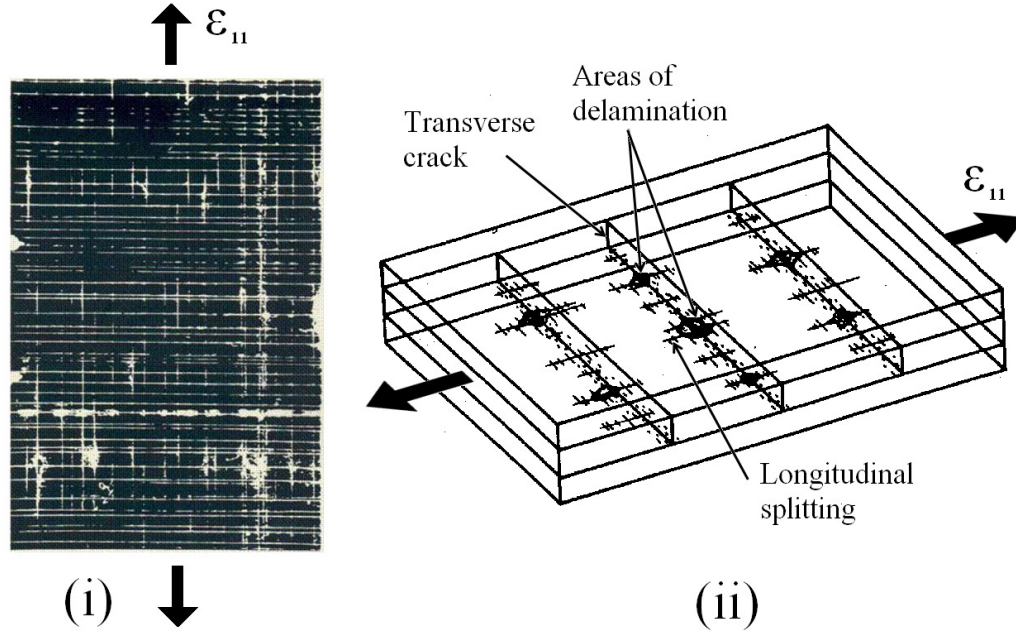 ε₁₁
Areas of
delamination
Transverse
crack
ε₁₁
Longitudinal
splitting
(i)
(ii)